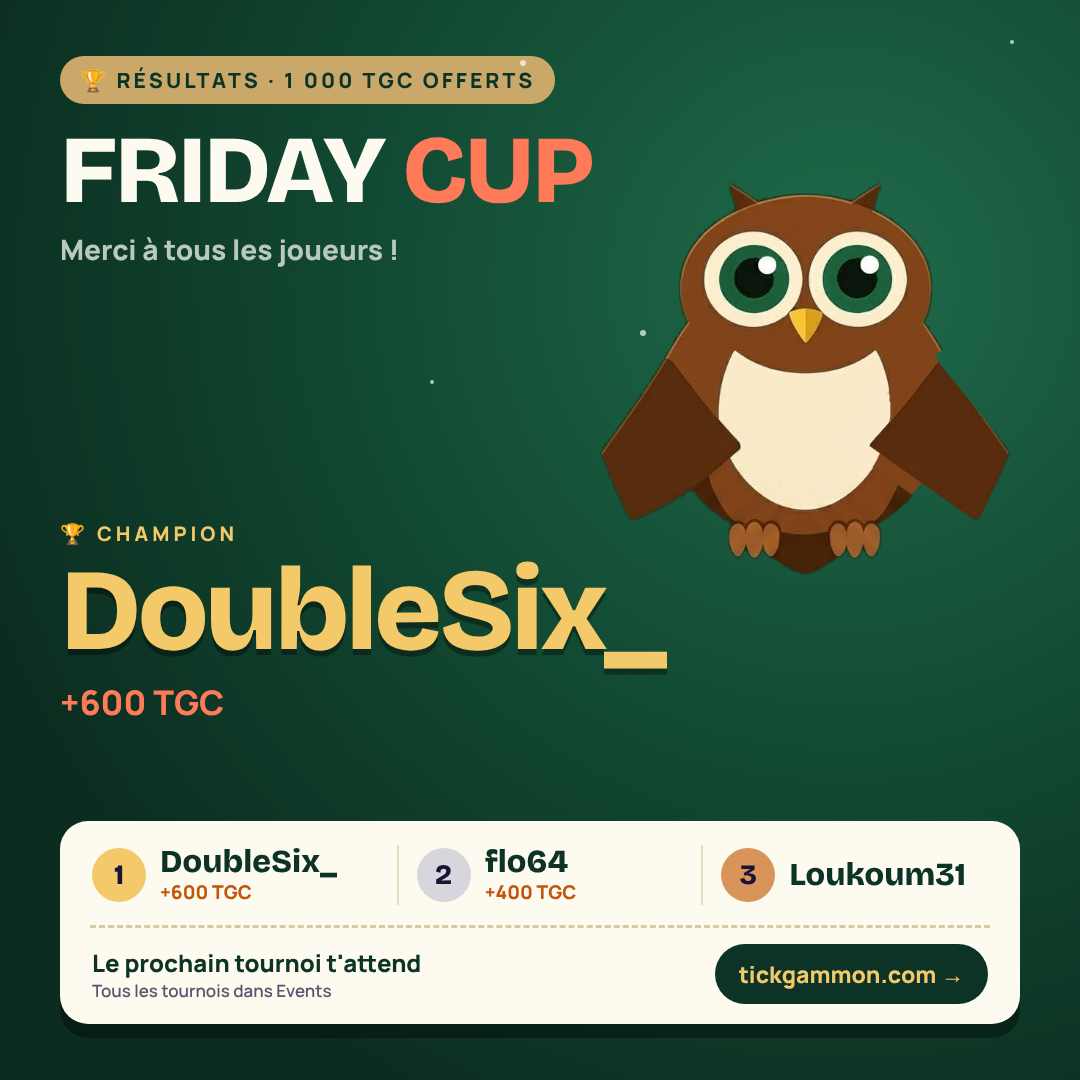 🏆 RÉSULTATS · 1 000 TGC OFFERTS
FRIDAY CUP
Merci à tous les joueurs !
🏆 CHAMPION
DoubleSix_
+600 TGC
1 DoubleSix_
+600 TGC
2 flo64
+400 TGC
3 Loukoum31
Le prochain tournoi t'attend
Tous les tournois dans Events
tickgammon.com →